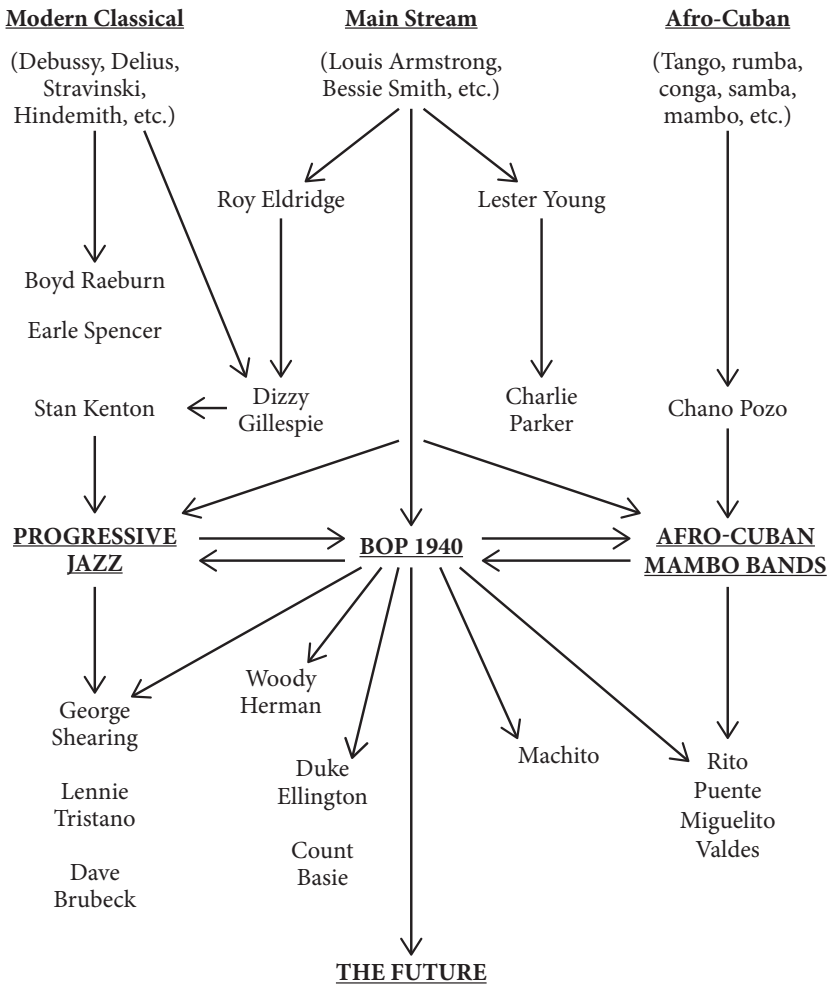 Modern Classical
(Debussy, Delius,
Stravinski,
Hindemith, etc.)
Main Stream
(Louis Armstrong,
Bessie Smith, etc.)
Afro-Cuban
(Tango, rumba,
conga, samba,
mambo, etc.)
Roy Eldridge
Lester Young
Boyd Raeburn
Earle Spencer
Stan Kenton
Dizzy
Gillespie
Charlie
Parker
Chano Pozo
PROGRESSIVE
JAZZ
BOP 1940
AFRO-CUBAN
MAMBO BANDS
George
Shearing
Lennie
Tristano
Dave
Brubeck
Woody
Herman
Duke
Ellington
Count
Basie
Machito
Rito
Puente
Miguelito
Valdes
THE FUTURE